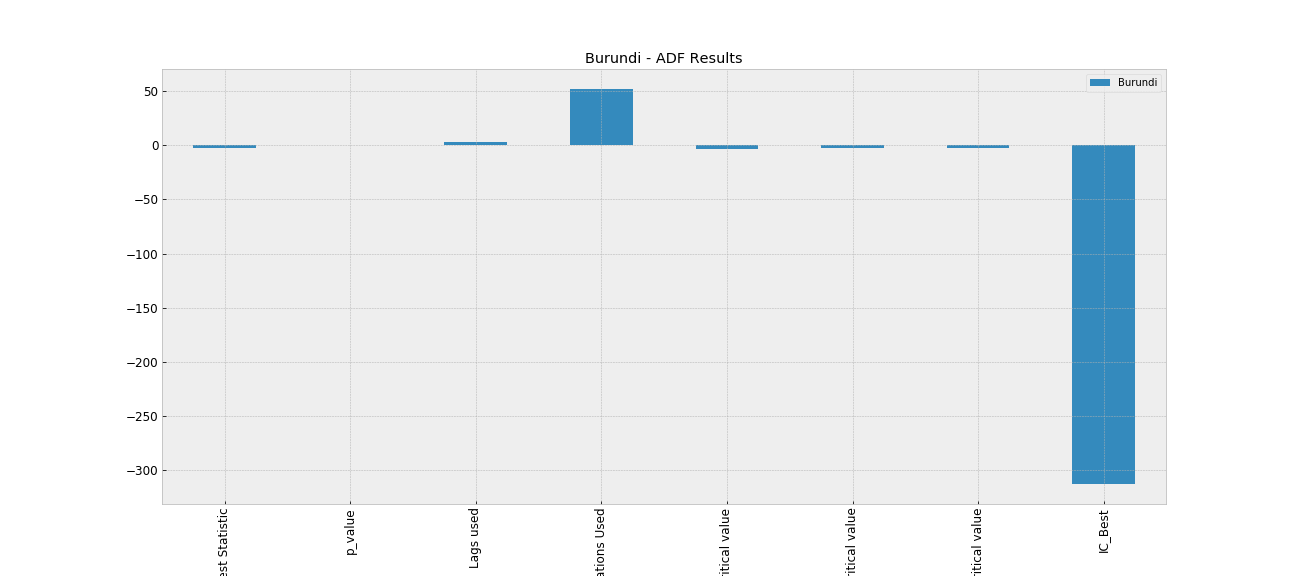 Burundi - ADF Results
Burundi
50
0
−50
−100
−150
−200
−250
−300
est Statistic
p_value
Lags used
ations Used
ritical value
ritical value
ritical value
IC_Best